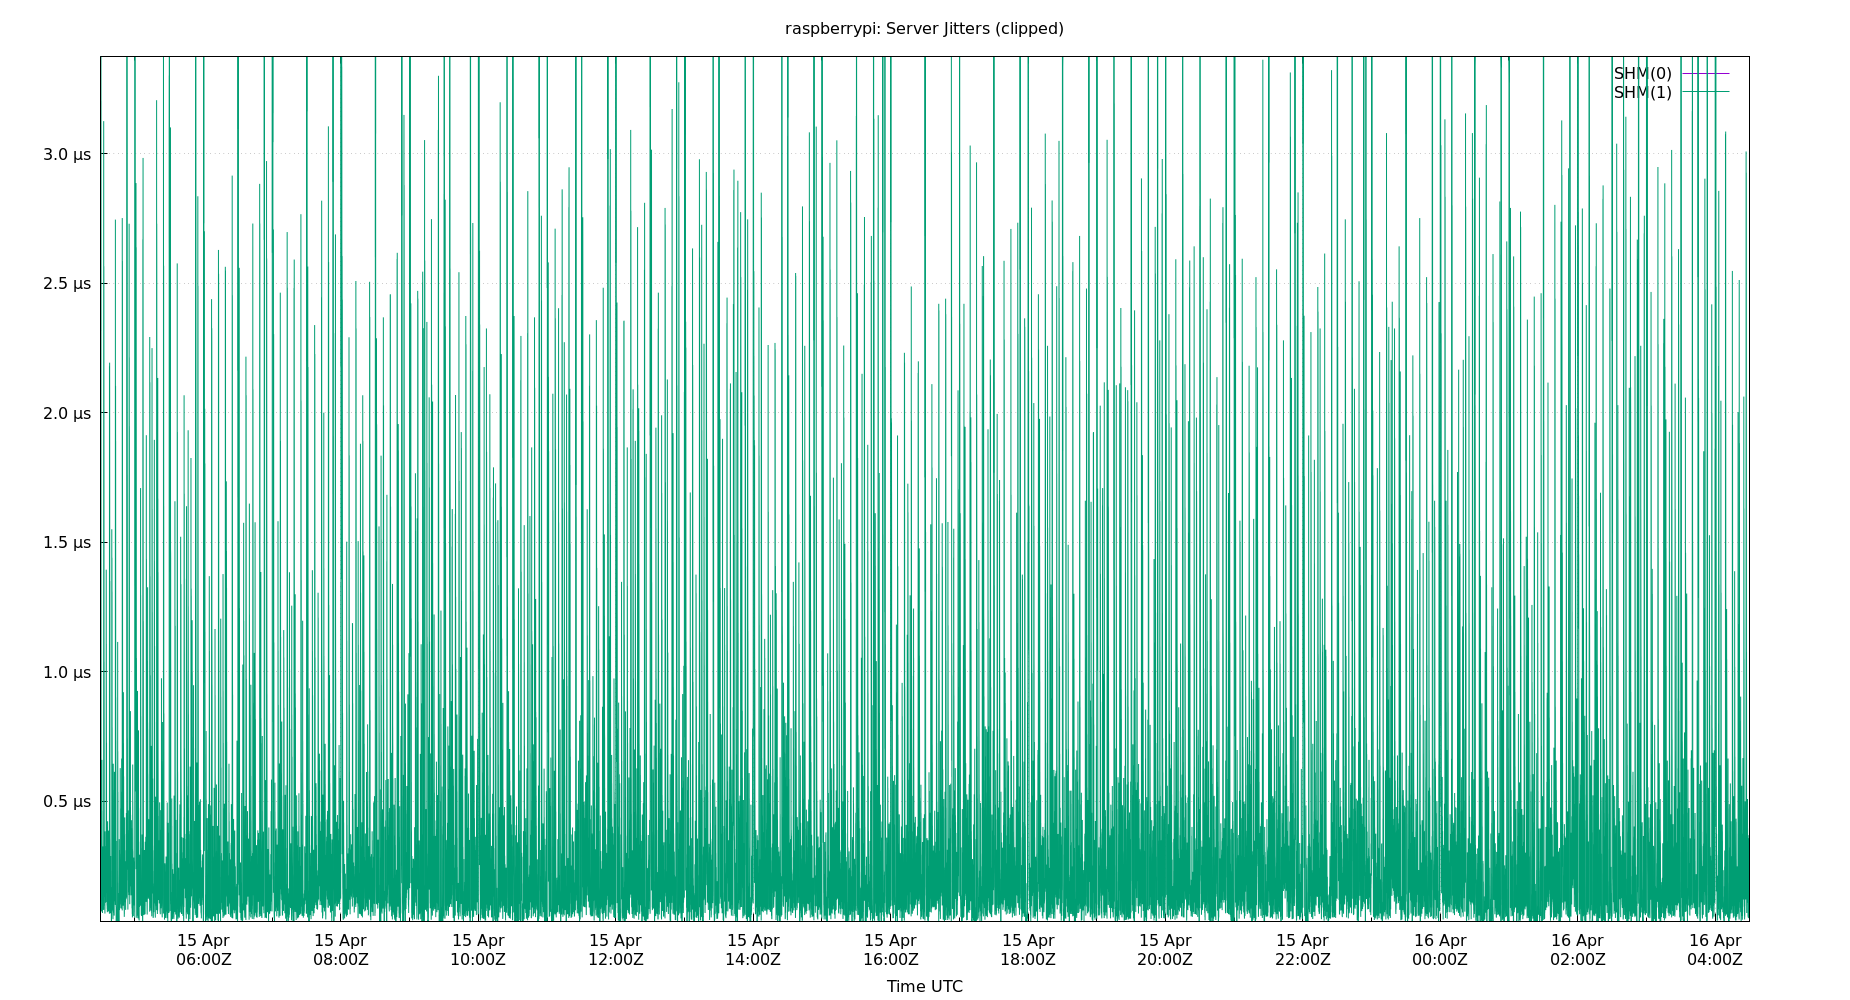 raspberrypi: Server Jitters (clipped)
SHM(0)
SHM(1)
3.0 μs
2.5 μs
2.0 μs
1.5 μs
1.0 μs
0.5 μs
15 Apr 15 Apr 15 Apr 15 Apr 15 Apr 15 Apr 15 Apr 15 Apr 15 Apr 16 Apr 16 Apr 16 Apr
06:00Z 08:00Z 10:00Z 12:00Z 14:00Z 16:00Z 18:00Z 20:00Z 22:00Z 00:00Z 02:00Z 04:00Z
Time UTC